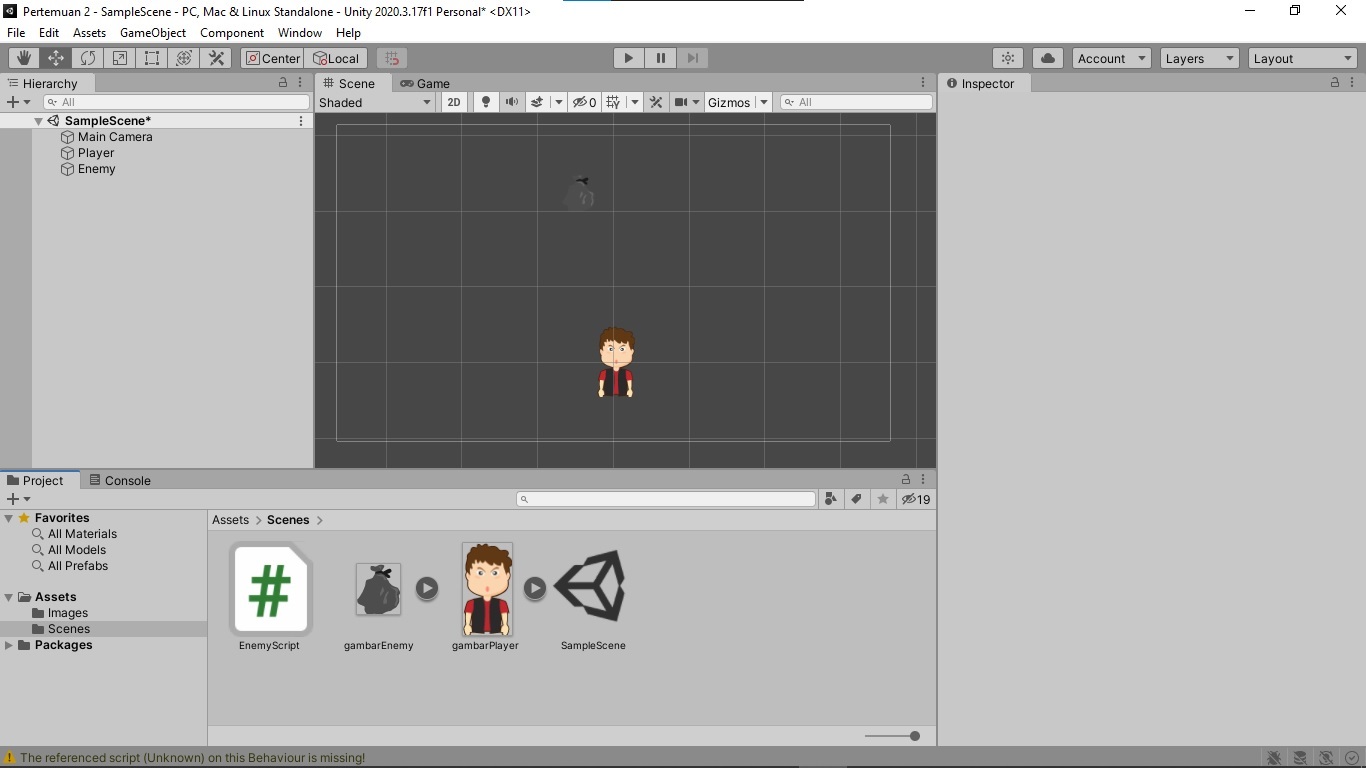 Pertemuan 2 - SampleScene - PC, Mac & Linux Standalone - Unity 2020.3.17f1 Personal* <DX11>
File Edit Assets GameObject Component Window Help
Center Local Account Layers Layout
Hierarchy Scene Game Inspector
All Shaded 2D 0 Gizmos All
SampleScene*
Main Camera
Player
Enemy
Project Console
19
Favorites Assets > Scenes >
All Materials
All Models
All Prefabs
Assets
Images
Scenes
Packages
EnemyScript gambarEnemy gambarPlayer SampleScene
The referenced script (Unknown) on this Behaviour is missing!